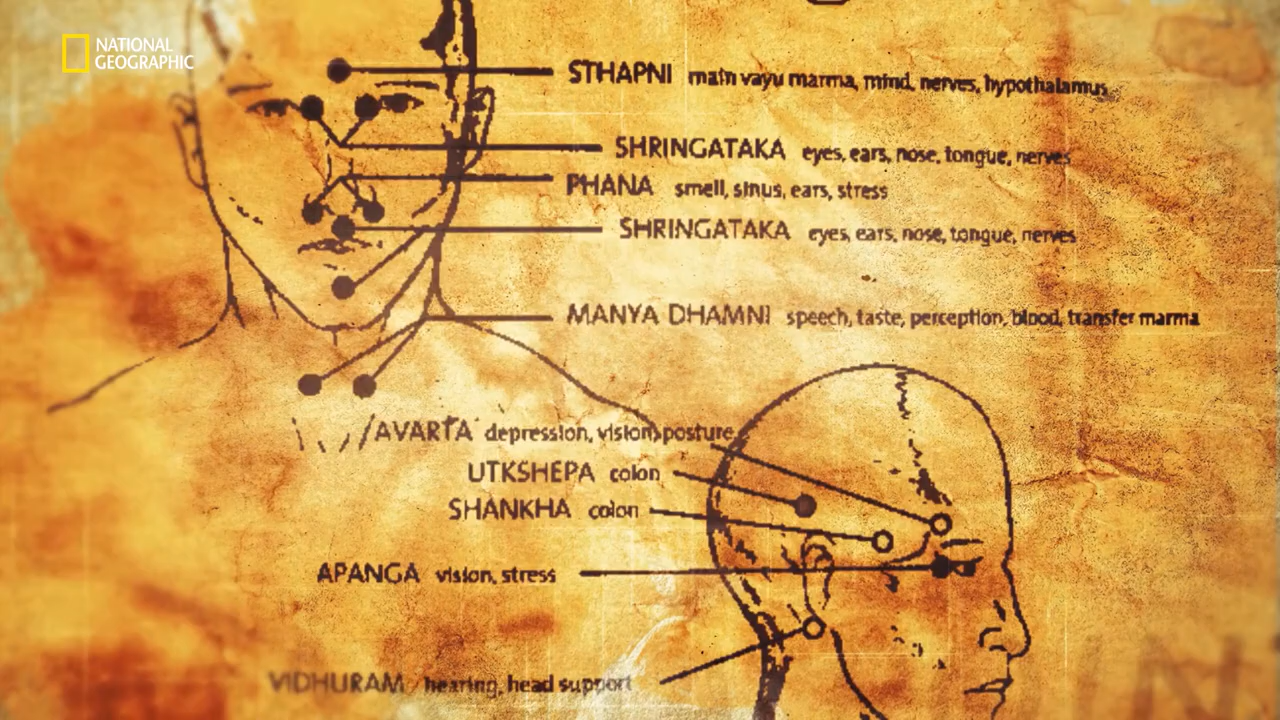 NATIONAL
GEOGRAPHIC
STHAPNI main vayu marma, mind, nerves, hypothalamus
SHRINGATAKA eyes, ears, nose, tongue, nerves
PHANA smell, sinus, ears, stress
SHRINGATAKA eyes, ears, nose, tongue, nerves
MANYA DHAMNI speech, taste, perception, blood, transfer marma
AVARTA depression, vision, posture
UTKSHEPA colon
SHANKHA colon
APANGA vision, stress
VIDHURAM hearing, head support